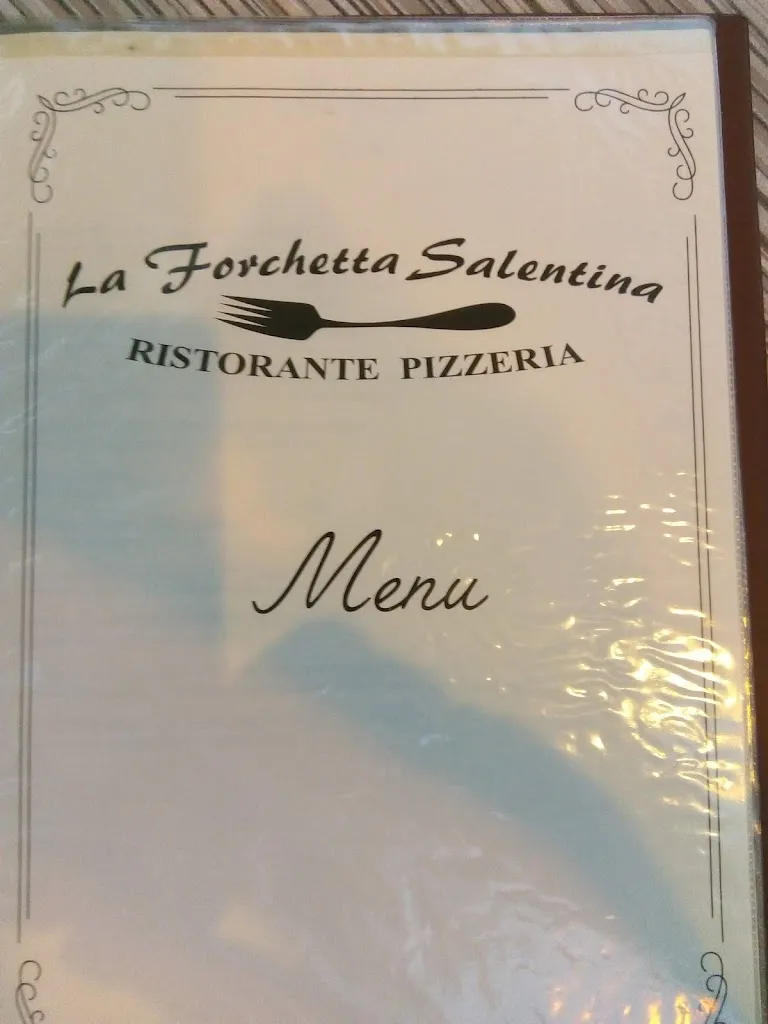 La Forchetta Salentina
RISTORANTE PIZZERIA
Menu